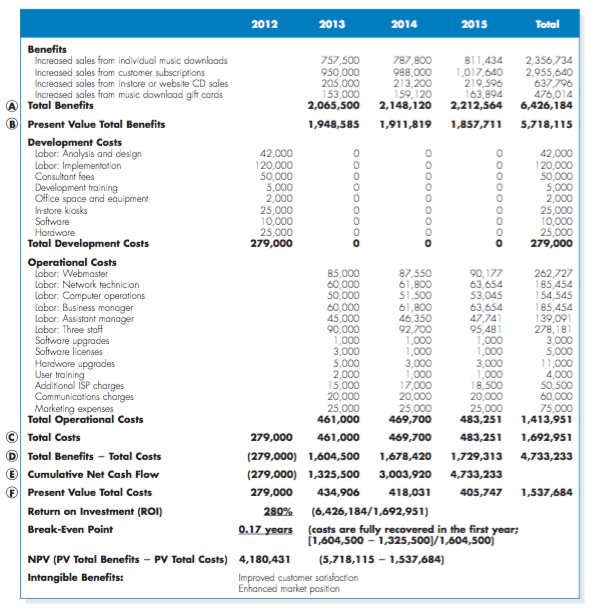 2012 2013 2014 2015 Total
Benefits
Increased sales from individual music downloads 757,500 787,800 811,434 2,356,734
Increased sales from customer subscriptions 950,000 988,000 1,017,640 2,955,640
Increased sales from in-store or website CD sales 205,000 213,200 219,596 637,796
Increased sales from music download gift cards 153,000 159,120 163,894 476,014
A Total Benefits 2,065,500 2,148,120 2,212,564 6,426,184
B Present Value Total Benefits 1,948,585 1,911,819 1,857,711 5,718,115
Development Costs
Labor: Analysis and design 42,000 0 0 0 42,000
Labor: Implementation 120,000 0 0 0 120,000
Consultant fees 50,000 0 0 0 50,000
Development training 5,000 0 0 0 5,000
Office space and equipment 2,000 0 0 0 2,000
In-store kiosks 25,000 0 0 0 25,000
Software 10,000 0 0 0 10,000
Hardware 25,000 0 0 0 25,000
Total Development Costs 279,000 0 0 0 279,000
Operational Costs
Labor: Webmaster 85,000 87,550 90,177 262,727
Labor: Network technician 60,000 61,800 63,654 185,454
Labor: Computer operations 50,000 51,500 53,045 154,545
Labor: Business manager 60,000 61,800 63,654 185,454
Labor: Assistant manager 45,000 46,350 47,741 139,091
Labor: Three staff 90,000 92,700 95,481 278,181
Software upgrades 1,000 1,000 1,000 3,000
Software licenses 3,000 1,000 1,000 5,000
Hardware upgrades 5,000 3,000 3,000 11,000
User training 2,000 1,000 1,000 4,000
Additional ISP charges 15,000 17,000 18,500 50,500
Communications charges 20,000 20,000 20,000 60,000
Marketing expenses 25,000 25,000 25,000 75,000
Total Operational Costs 461,000 469,700 483,251 1,413,951
C Total Costs 279,000 461,000 469,700 483,251 1,692,951
D Total Benefits – Total Costs (279,000) 1,604,500 1,678,420 1,729,313 4,733,233
E Cumulative Net Cash Flow (279,000) 1,325,500 3,003,920 4,733,233
F Present Value Total Costs 279,000 434,906 418,031 405,747 1,537,684
Return on Investment (ROI) 280% (6,426,184/1,692,951)
Break-Even Point 0.17 years (costs are fully recovered in the first year;
[1,604,500 – 1,325,500]/1,604,500)
NPV (PV Total Benefits – PV Total Costs) 4,180,431 (5,718,115 – 1,537,684)
Intangible Benefits: Improved customer satisfaction
Enhanced market position